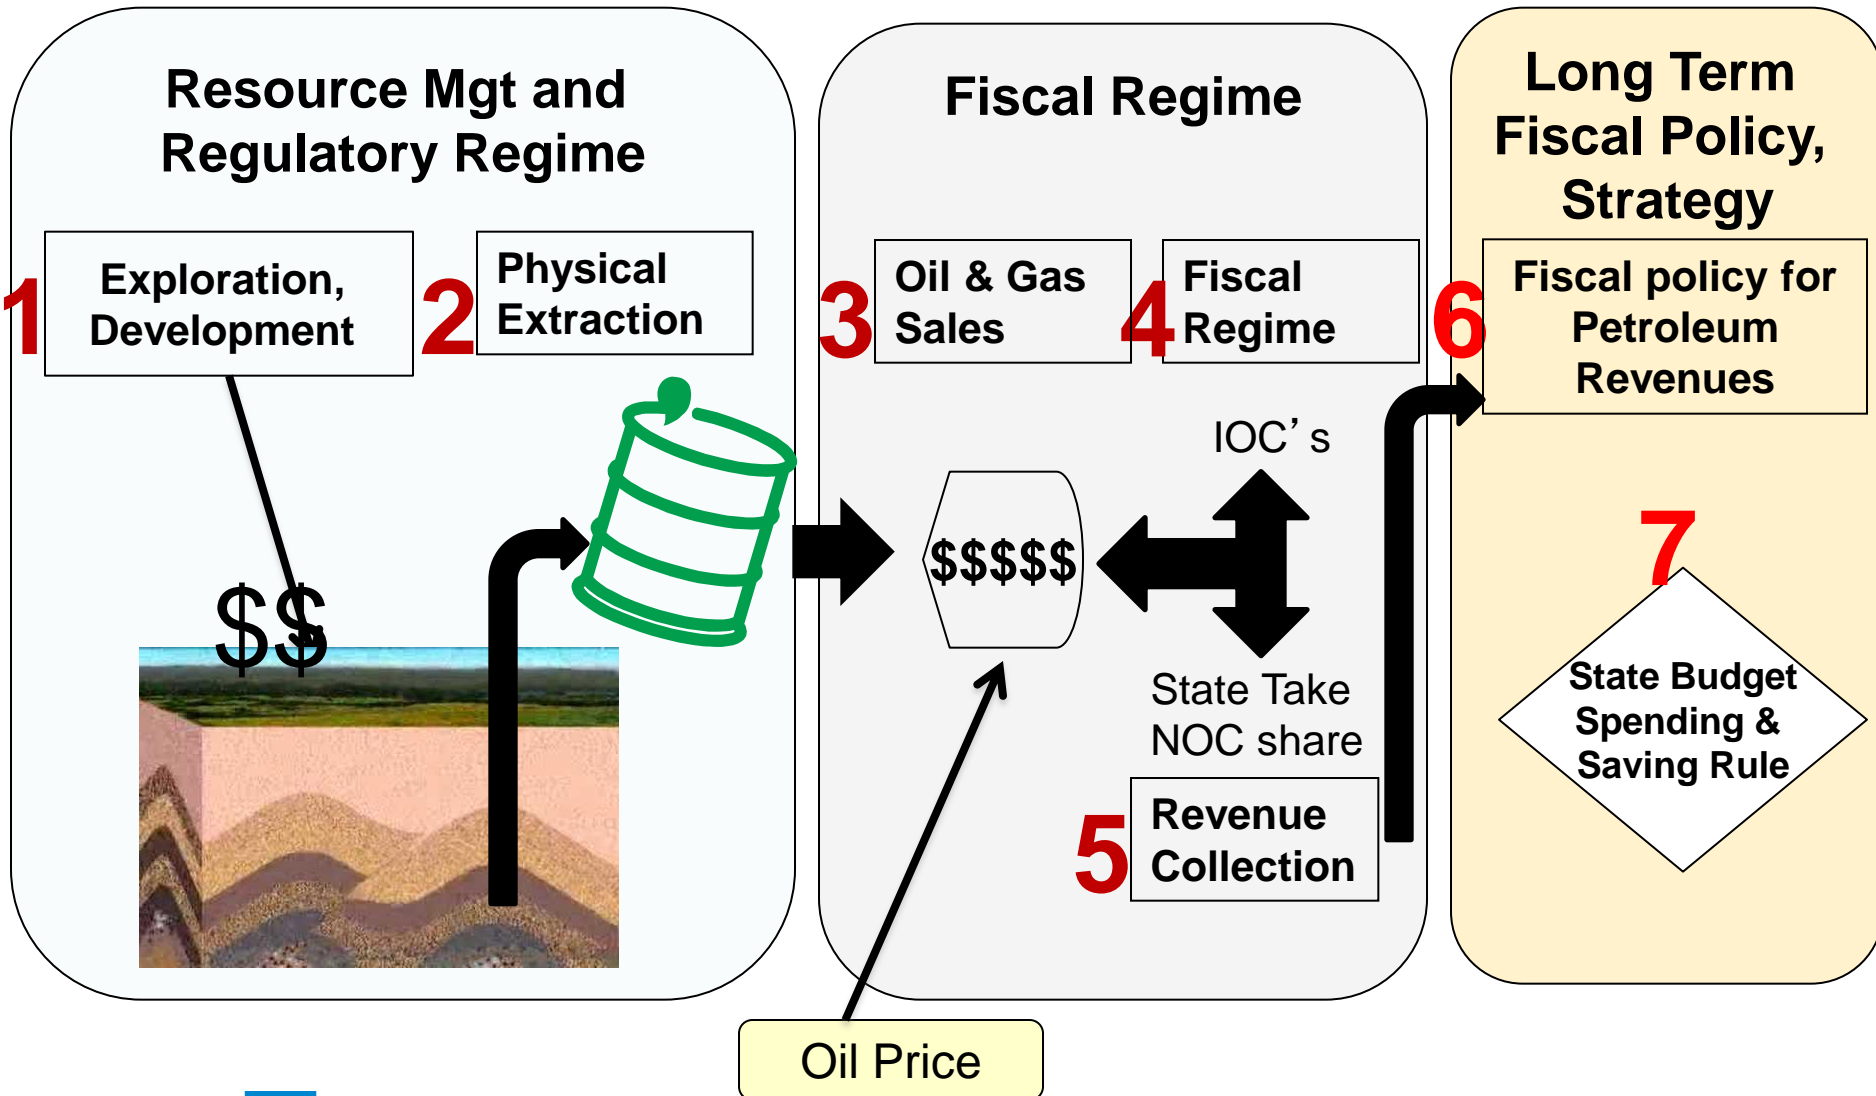 Resource Mgt and
Regulatory Regime
1
Exploration,
Development
2
Physical
Extraction
$$
Fiscal Regime
3
Oil & Gas
Sales
4
Fiscal
Regime
IOC’s
$$$$$
State Take
NOC share
5
Revenue
Collection
Oil Price
Long Term
Fiscal Policy,
Strategy
6
Fiscal policy for
Petroleum
Revenues
7
State Budget
Spending &
Saving Rule